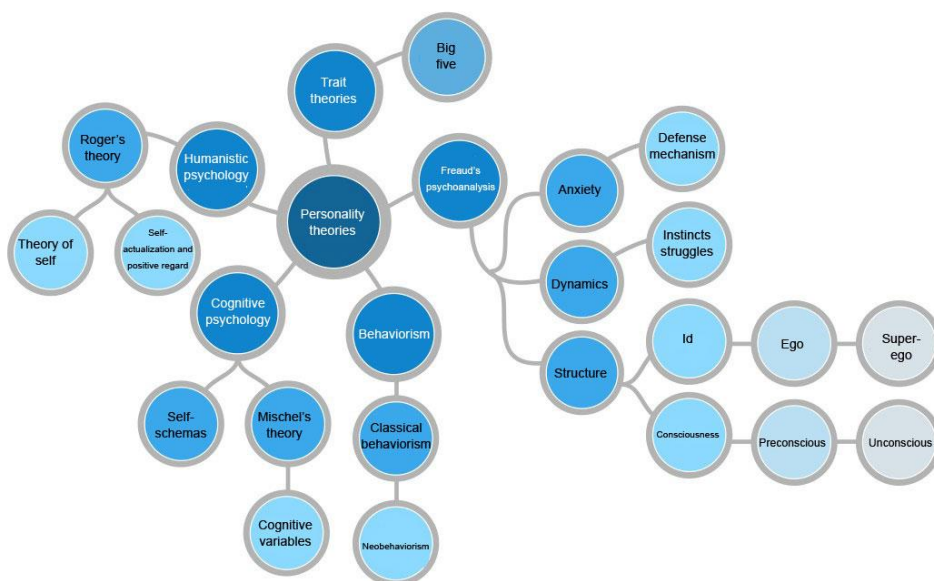 Big
five
Trait
theories
Roger's
theory
Humanistic
psychology
Freaud's
psychoanalysis
Defense
mechanism
Anxiety
Personality
theories
Theory of
self
Self-
actualization and
positive regard
Instincts
struggles
Dynamics
Cognitive
psychology
Behaviorism
Id
Ego
Super-
ego
Structure
Self-
schemas
Mischel's
theory
Classical
behaviorism
Consciousness
Preconscious
Unconscious
Cognitive
variables
Neobehaviorism